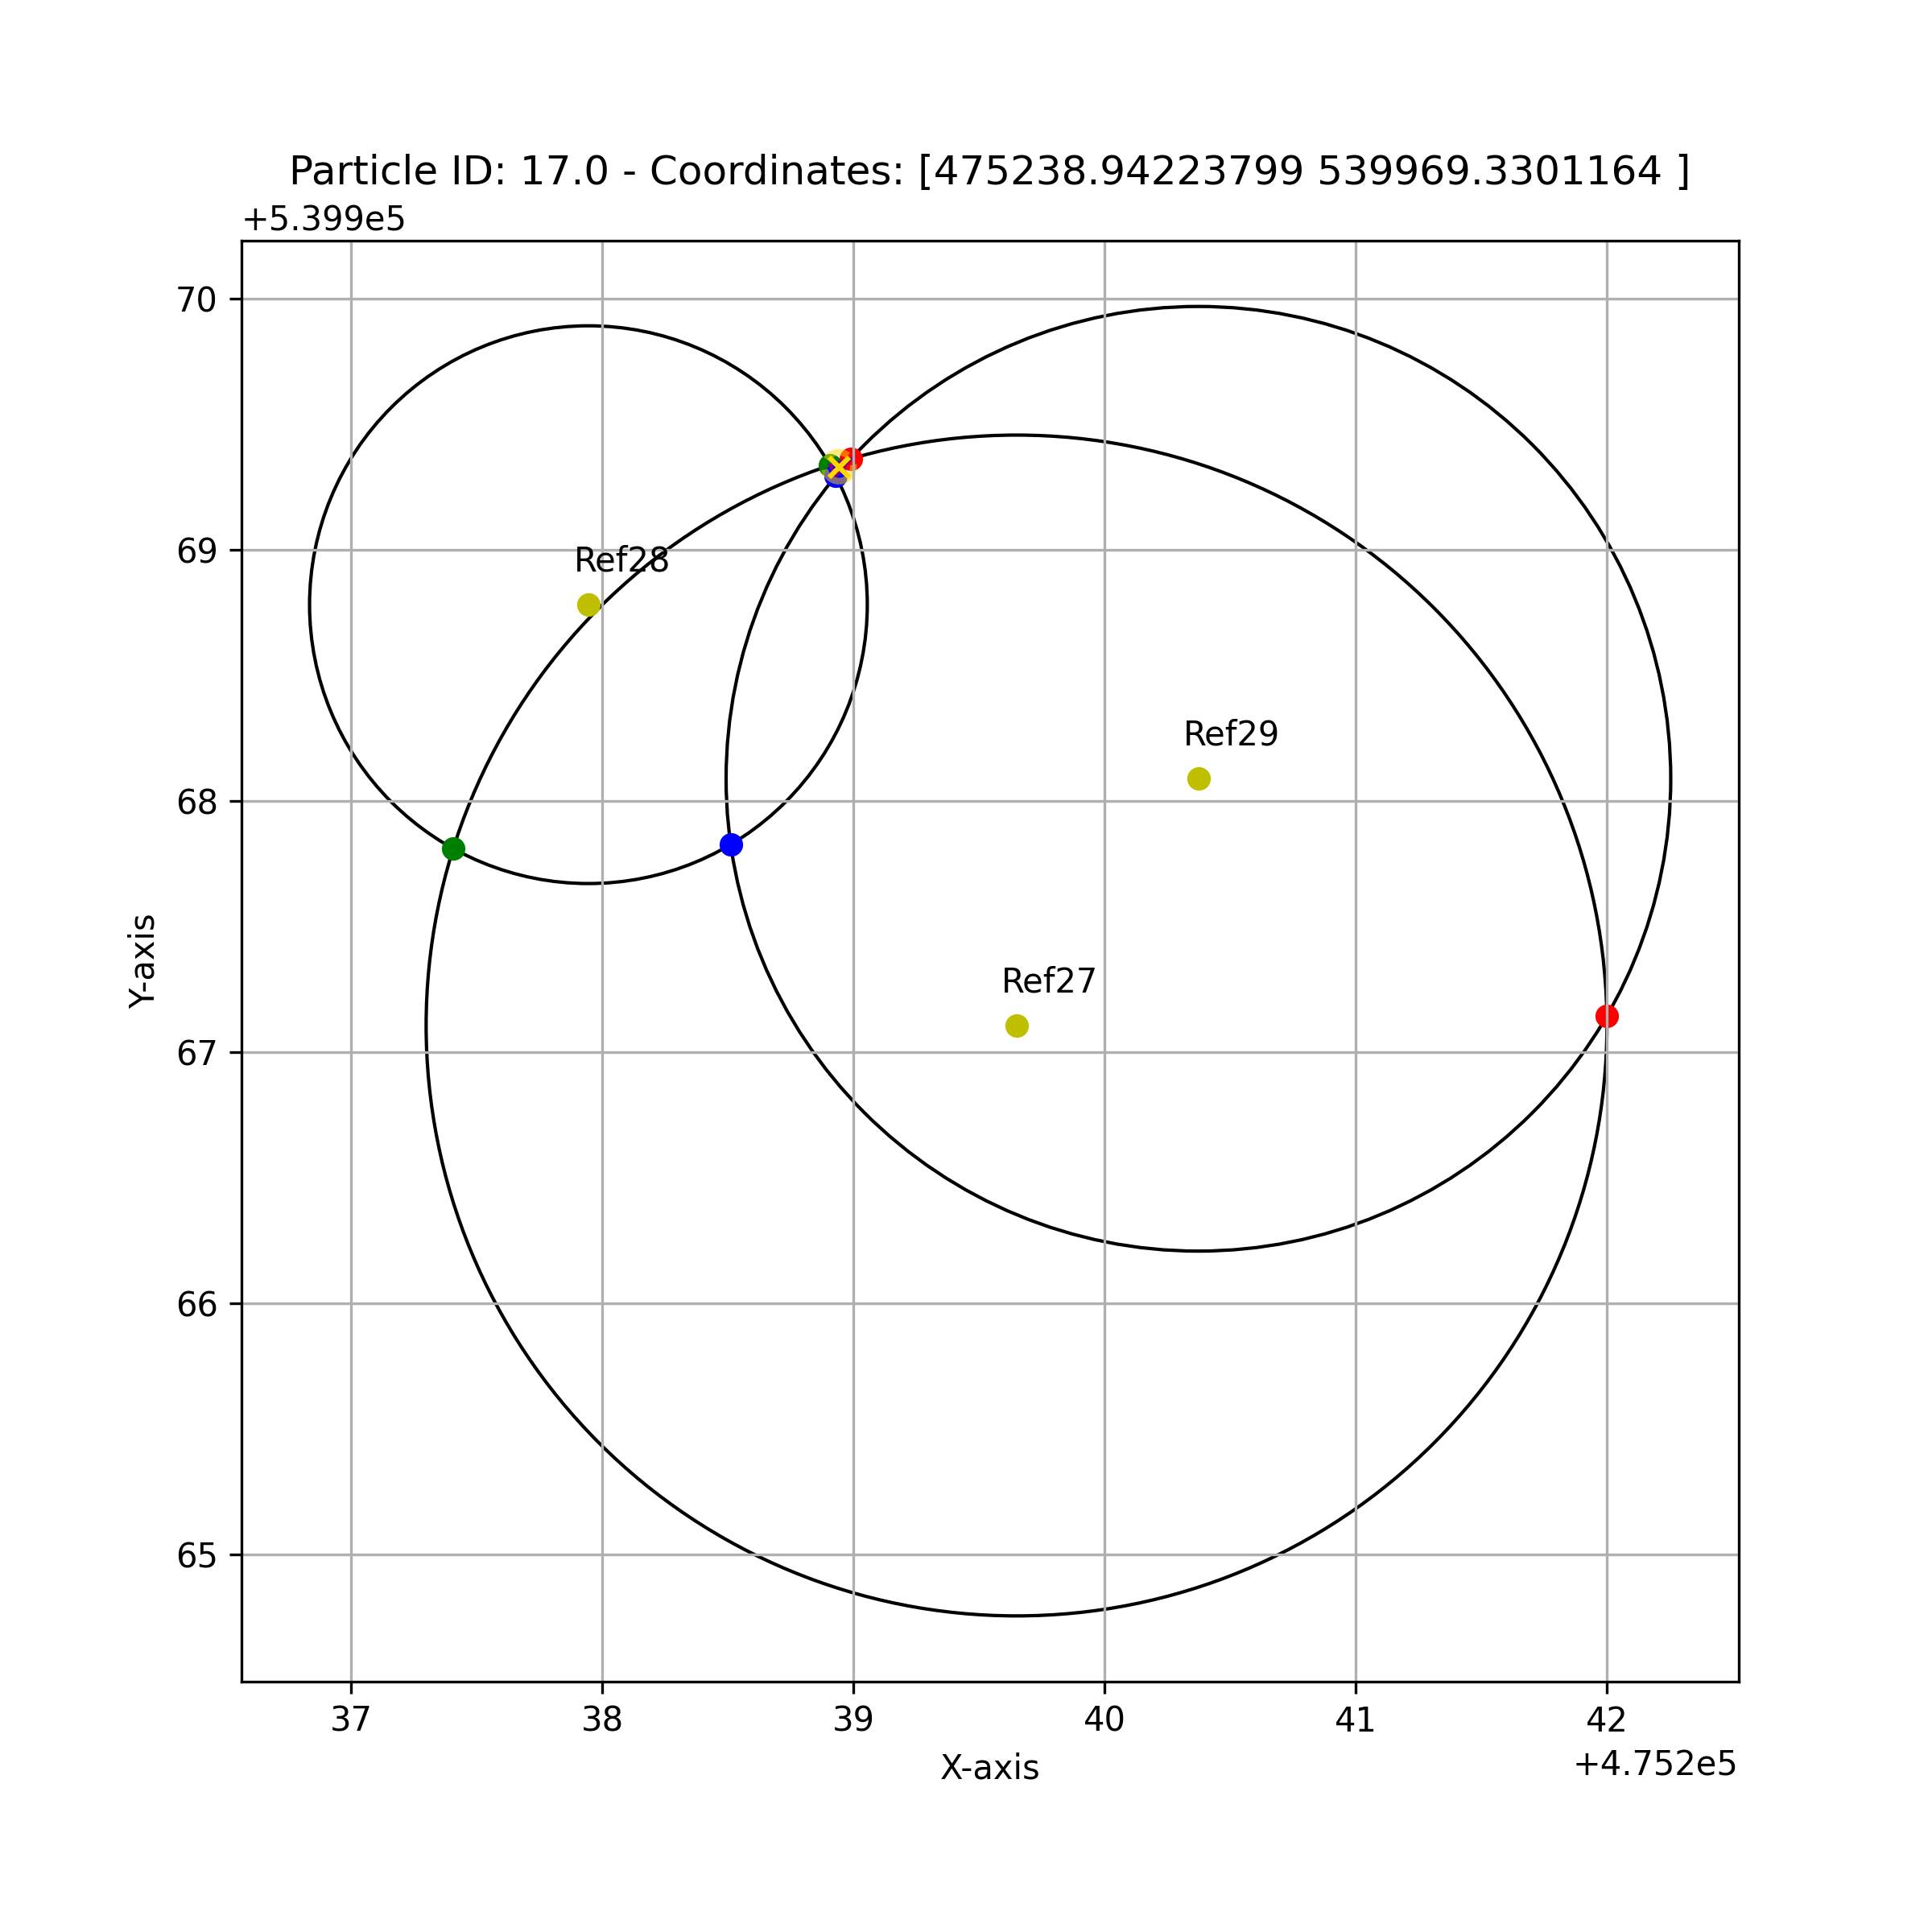 Particle ID: 17.0 - Coordinates: [475238.94223799 539969.3301164 ]
+5.399e5
70
69
68
67
66
65
Y-axis
Ref28
Ref29
Ref27
37 38 39 40 41 42
X-axis
+4.752e5